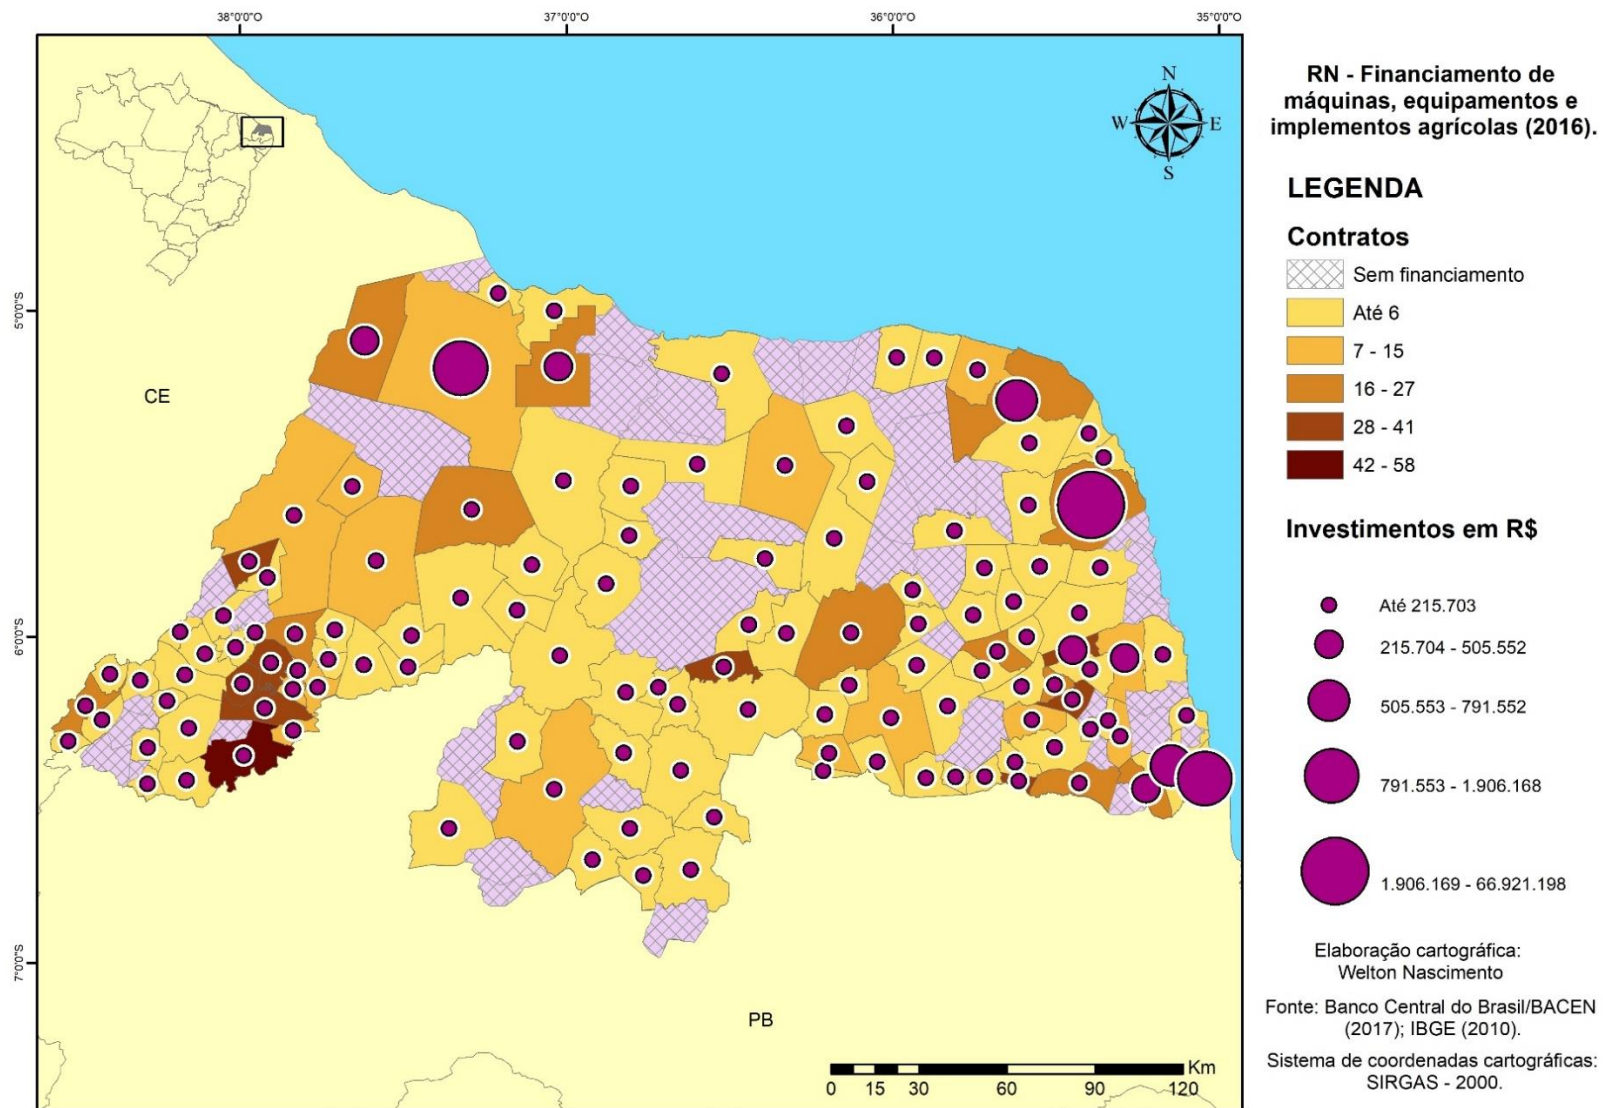 38°0'0"O
37°0'0"O
36°0'0"O
35°0'0"O
5°0'0"S
6°0'0"S
7°0'0"S
N
W
E
S
CE
PB
Km
0 15 30 60 90 120
RN - Financiamento de
máquinas, equipamentos e
implementos agrícolas (2016).
LEGENDA
Contratos
Sem financiamento
Até 6
7 - 15
16 - 27
28 - 41
42 - 58
Investimentos em R$
Até 215.703
215.704 - 505.552
505.553 - 791.552
791.553 - 1.906.168
1.906.169 - 66.921.198
Elaboração cartográfica:
Welton Nascimento
Fonte: Banco Central do Brasil/BACEN
(2017); IBGE (2010).
Sistema de coordenadas cartográficas:
SIRGAS - 2000.